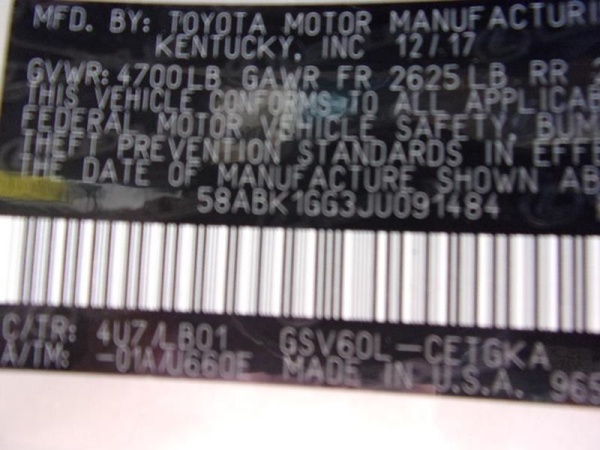 MFD. BY: TOYOTA MOTOR MANUFACTURI
KENTUCKY, INC 12/17
GVWR: 4700LB GAWR FR 2625LB RR
THIS VEHICLE CONFORMS TO ALL APPLICAB
FEDERAL MOTOR VEHICLE SAFETY, BUM
THEFT PREVENTION STANDARDS IN EFFE
THE DATE OF MANUFACTURE SHOWN AB
58ABK1GG3JU091484
C/TR: 4U7/LB01 GSV60L-CETGKA
A/TM: -01A/U660E MADE IN U.S.A. 965